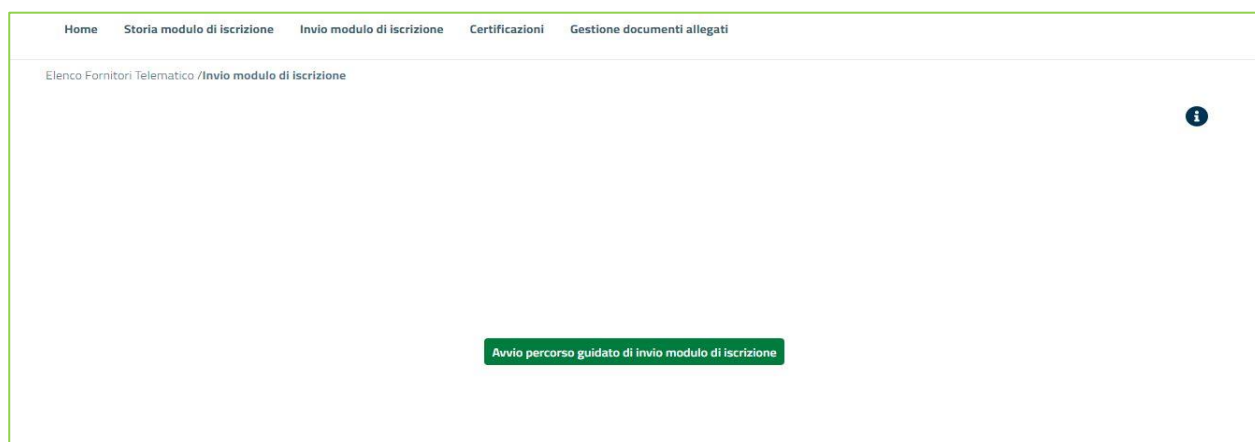 Home Storia modulo di iscrizione Invio modulo di iscrizione Certificazioni Gestione documenti allegati
Elenco Fornitori Telematico /Invio modulo di iscrizione
Avvio percorso guidato di invio modulo di iscrizione